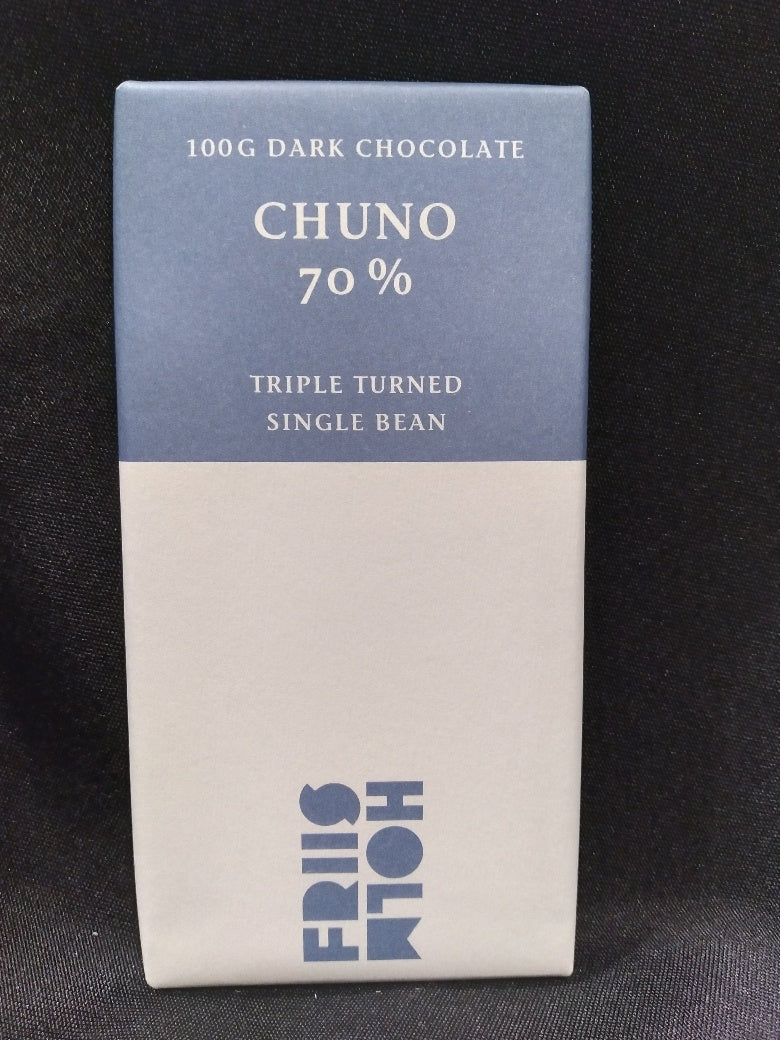 100G DARK CHOCOLATE
CHUNO
70 %
TRIPLE TURNED
SINGLE BEAN
FRIIS
HOLM